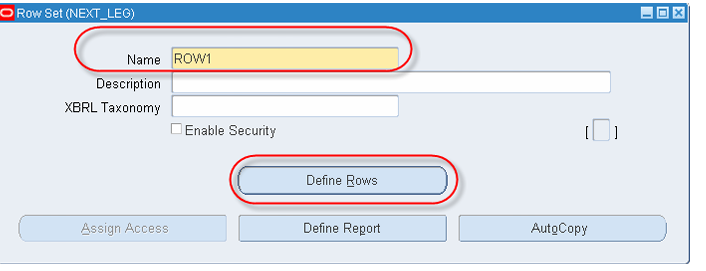 Row Set (NEXT_LEG)
Name ROW1
Description
XBRL Taxonomy
Enable Security [ ]
Define Rows
Assign Access Define Report AutoCopy